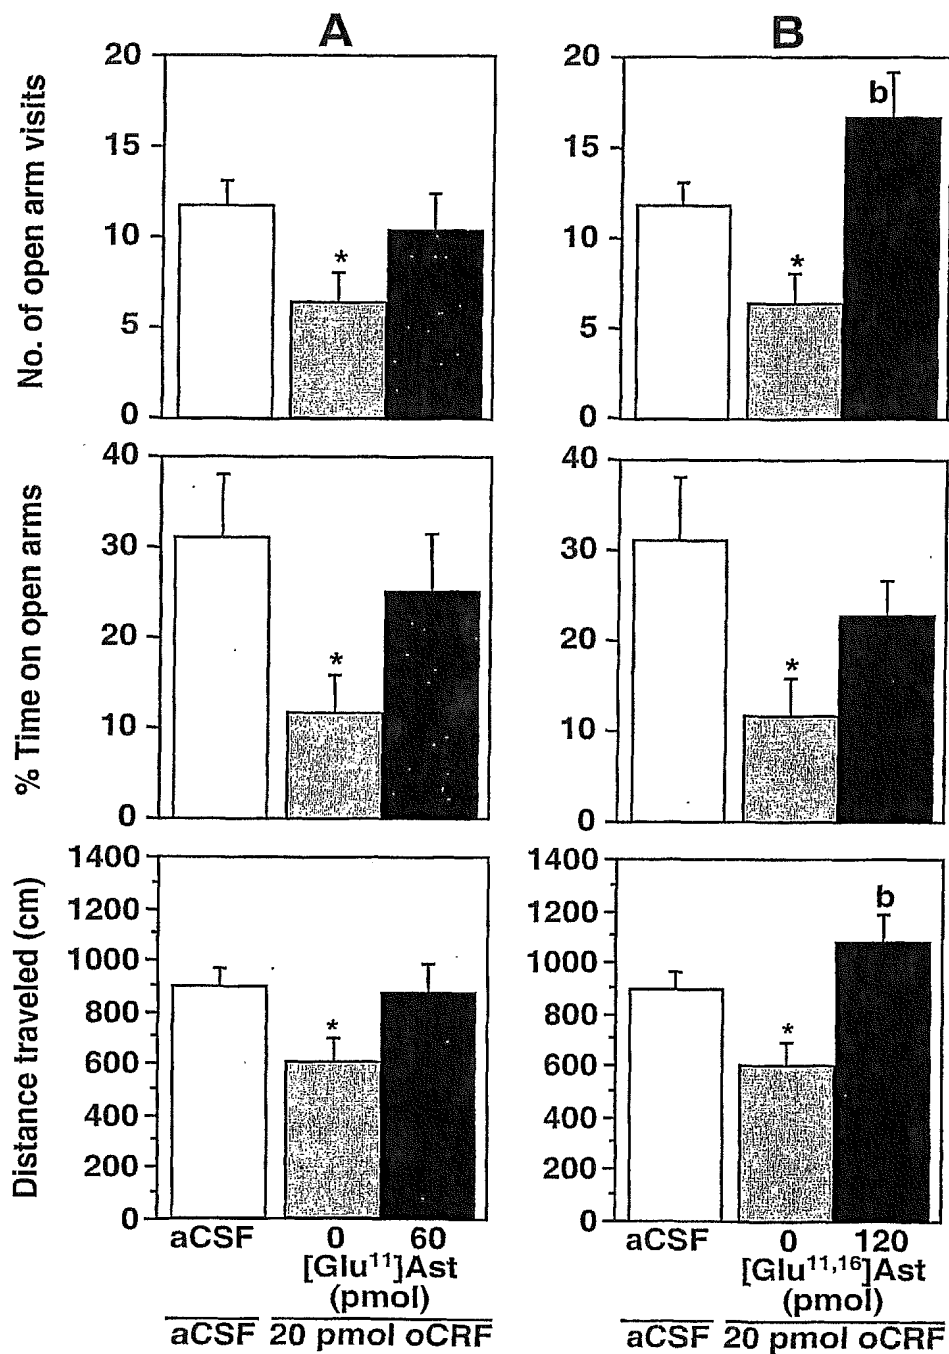 A
B
No. of open arm visits
20
15
10
5
0
*
20
15
10
5
0
*
b
% Time on open arms
40
30
20
10
0
*
40
30
20
10
0
*
Distance traveled (cm)
1400
1200
1000
800
600
400
200
0
*
1400
1200
1000
800
600
400
200
0
*
b
aCSF 0 60
[Glu¹¹]Ast
(pmol)
aCSF 20 pmol oCRF
aCSF 0 120
[Glu¹¹,¹⁶]Ast
(pmol)
aCSF 20 pmol oCRF